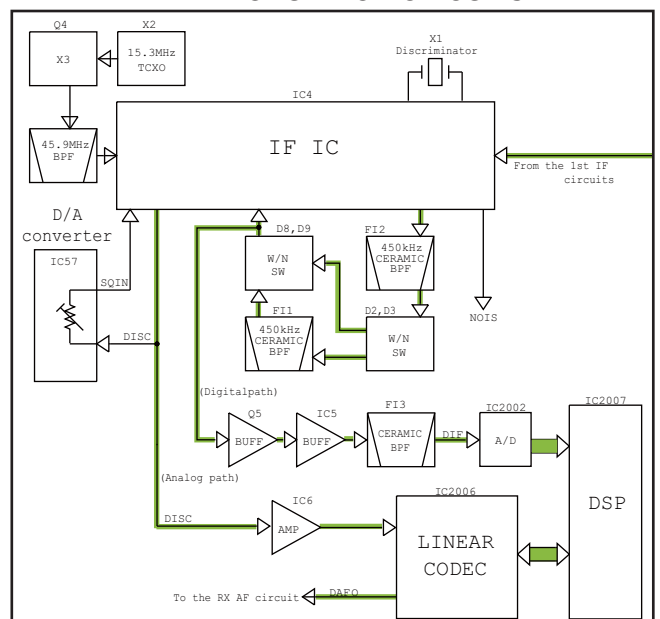 Q4
X2
X3
15.3MHz
TCXO
X1
Discriminator
IC4
IF IC
45.9MHz
BPF
From the 1st IF
circuits
D/A
converter
IC57
SQIN
DISC
D8,D9
W/N
SW
FI2
450kHz
CERAMIC
BPF
FI1
450kHz
CERAMIC
BPF
D2,D3
W/N
SW
NOIS
(Digitalpath)
Q5
BUFF
IC5
BUFF
FI3
CERAMIC
BPF
DIF
IC2002
A/D
IC2007
DSP
(Analog path)
DISC
IC6
AMP
IC2006
LINEAR
CODEC
To the RX AF circuit
DAFO